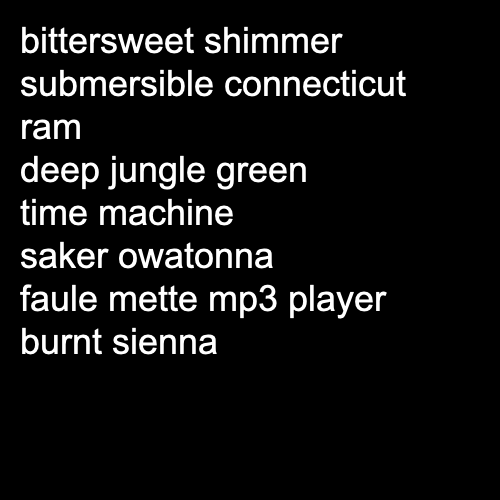 bittersweet shimmer
submersible connecticut
ram
deep jungle green
time machine
saker owatonna
faule mette mp3 player
burnt sienna